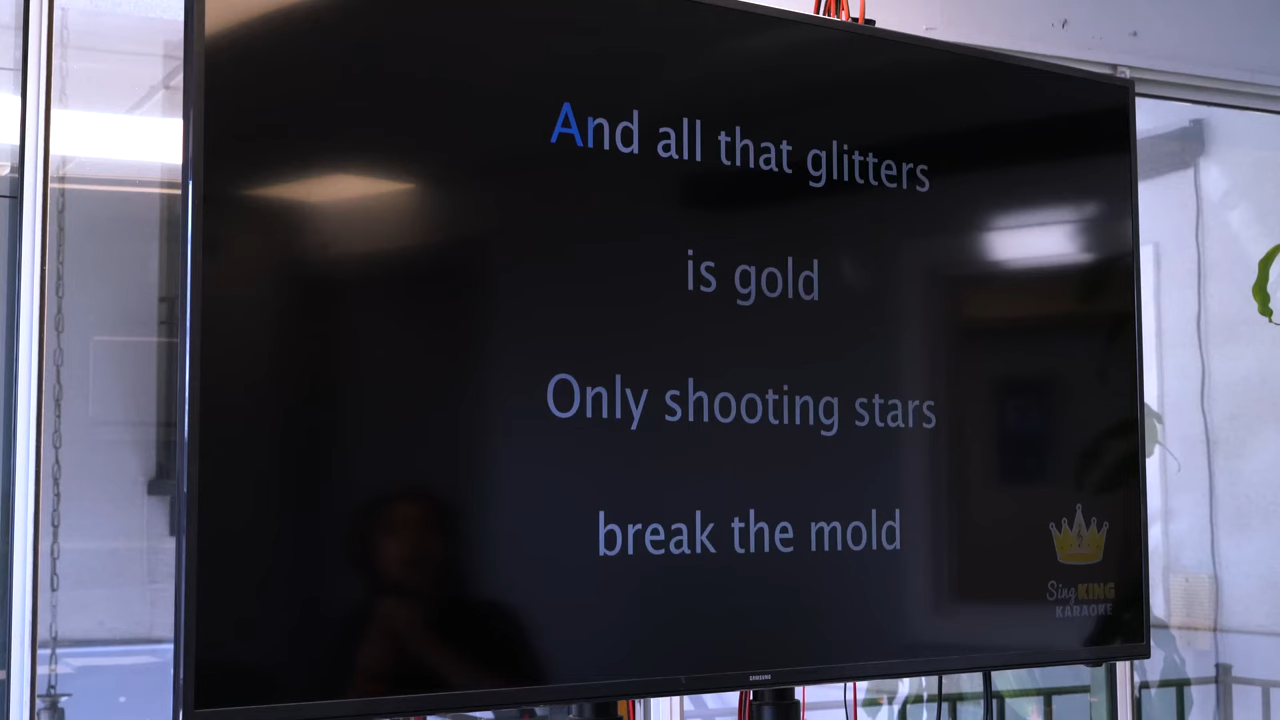 And all that glitters
is gold
Only shooting stars
break the mold
Sing KING
KARAOKE
SAMSUNG